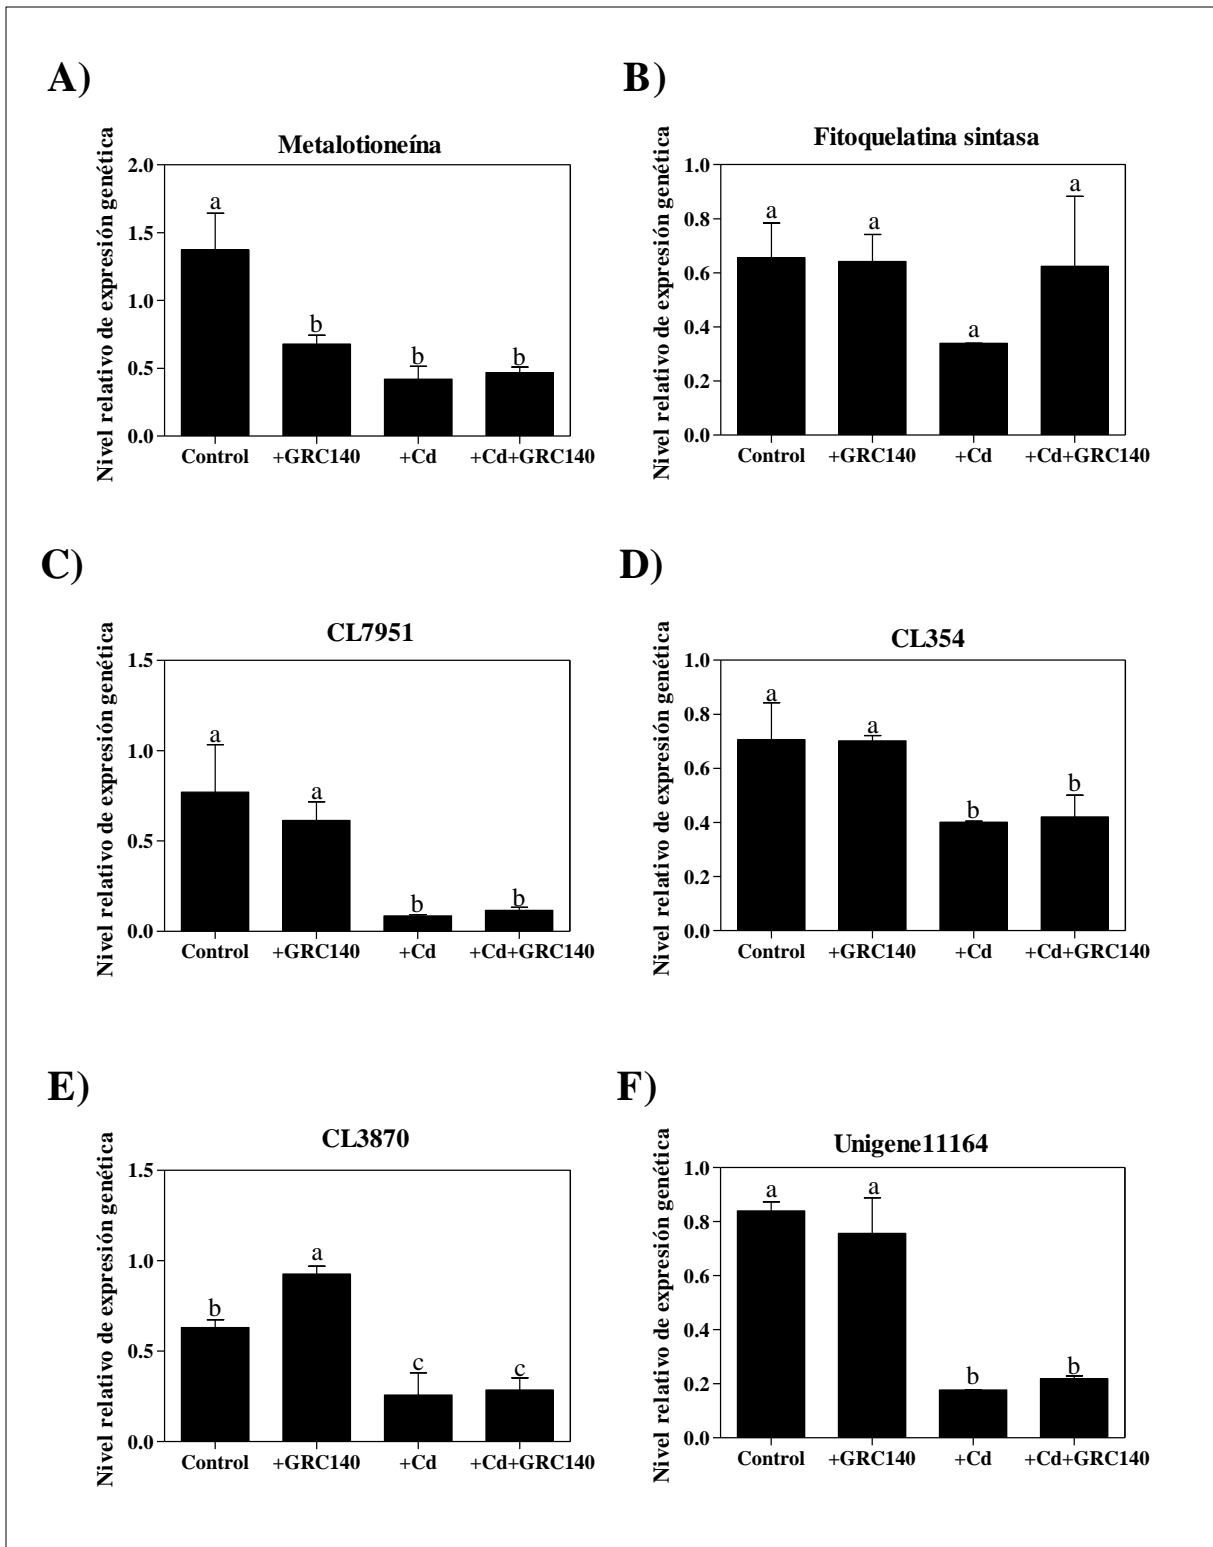 A)
Metalotioneína
Nivel relativo de expresión genética
2.0
1.5
1.0
0.5
0.0
a
b
b
b
Control +GRC140 +Cd +Cd+GRC140
B)
Fitoquelatina sintasa
Nivel relativo de expresión genética
1.0
0.8
0.6
0.4
0.2
0.0
a
a
a
a
Control +GRC140 +Cd +Cd+GRC140
C)
CL7951
Nivel relativo de expresión genética
1.5
1.0
0.5
0.0
a
a
b
b
Control +GRC140 +Cd +Cd+GRC140
D)
CL354
Nivel relativo de expresión genética
1.0
0.8
0.6
0.4
0.2
0.0
a
a
b
b
Control +GRC140 +Cd +Cd+GRC140
E)
CL3870
Nivel relativo de expresión genética
1.5
1.0
0.5
0.0
b
a
c
c
Control +GRC140 +Cd +Cd+GRC140
F)
Unigene11164
Nivel relativo de expresión genética
1.0
0.8
0.6
0.4
0.2
0.0
a
a
b
b
Control +GRC140 +Cd +Cd+GRC140